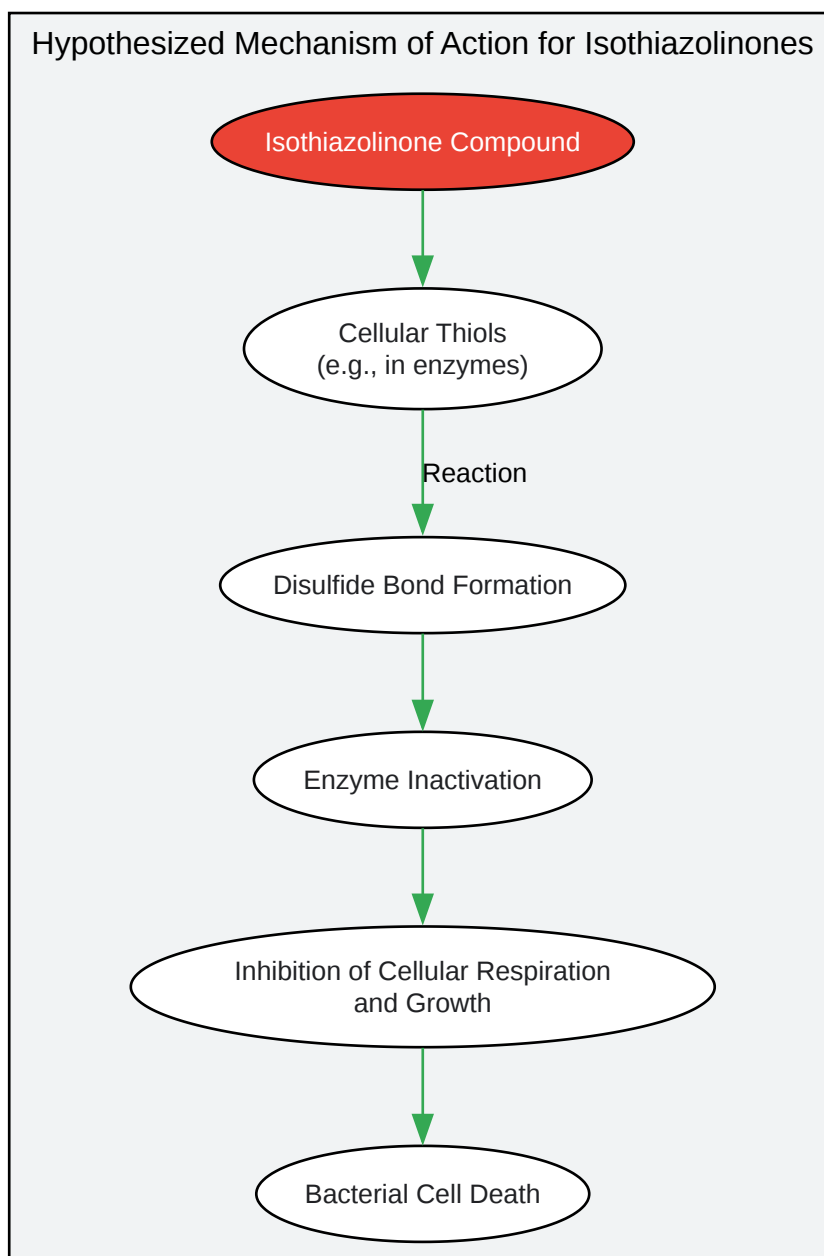 Hypothesized Mechanism of Action for Isothiazolinones
Isothiazolinone Compound
Cellular Thiols
(e.g., in enzymes)
Reaction
Disulfide Bond Formation
Enzyme Inactivation
Inhibition of Cellular Respiration
and Growth
Bacterial Cell Death